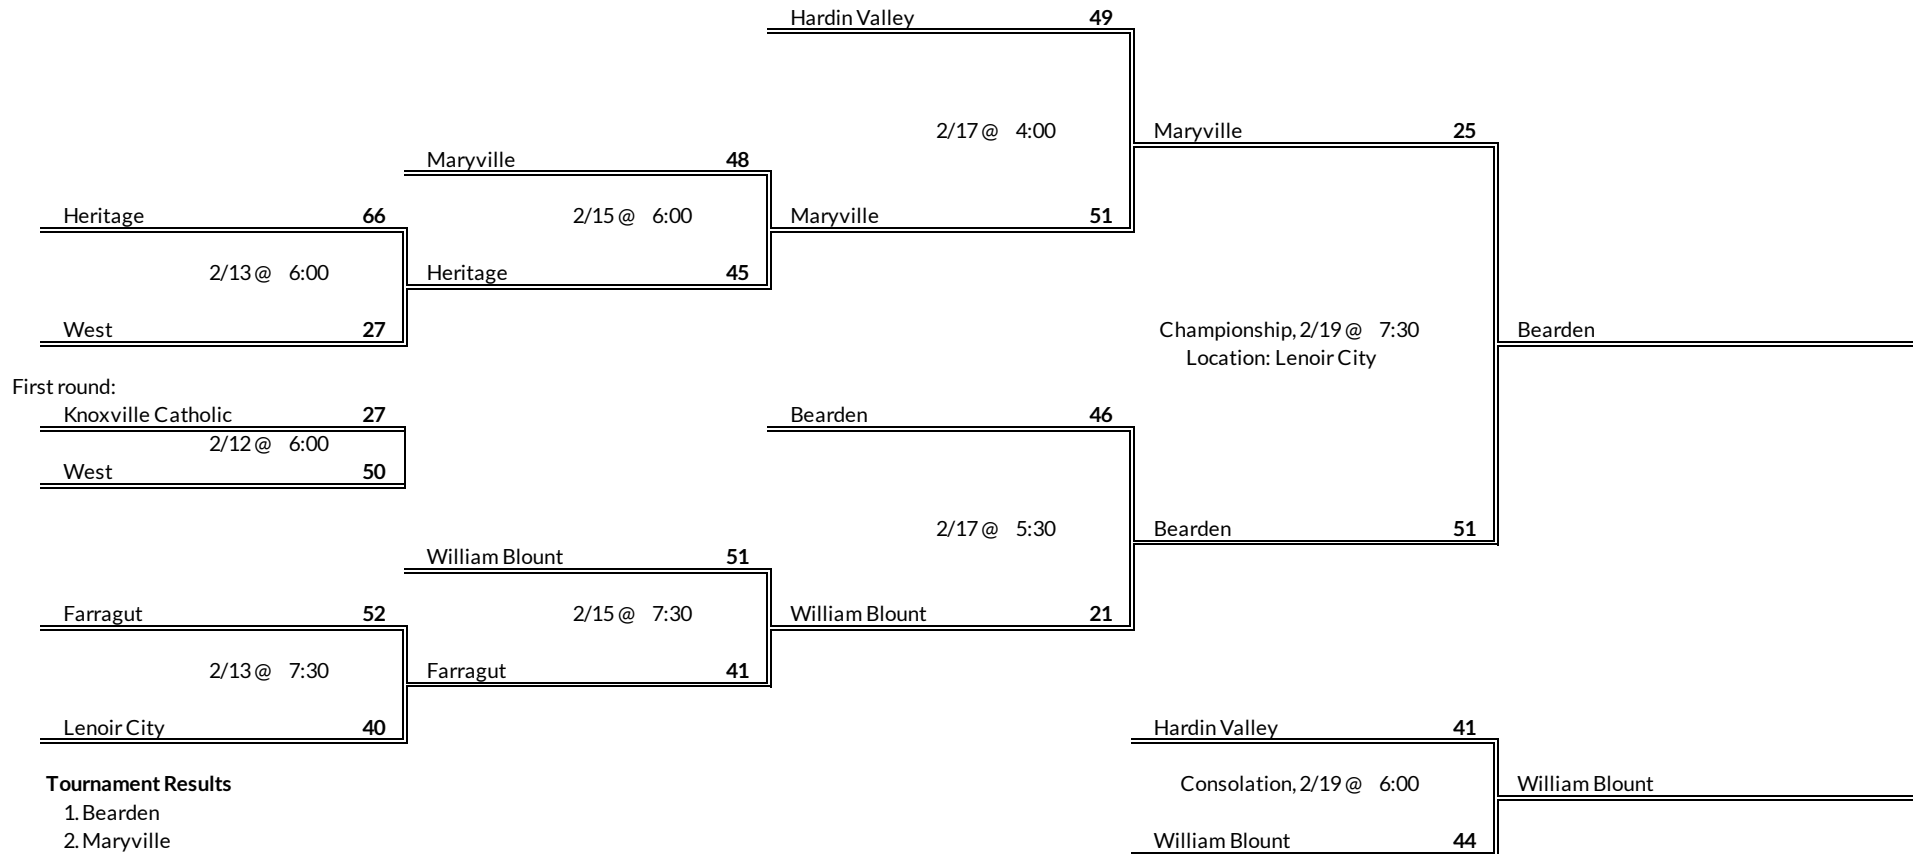 Hardin Valley 49
2/17 @ 4:00
Maryville 25
Maryville 48
Heritage 66
2/15 @ 6:00
Maryville 51
2/13 @ 6:00
Heritage 45
West 27
Championship, 2/19 @ 7:30
Location: Lenoir City
Bearden
First round:
Knoxville Catholic 27
2/12 @ 6:00
West 50
Bearden 46
2/17 @ 5:30
Bearden 51
William Blount 51
Farragut 52
2/15 @ 7:30
William Blount 21
2/13 @ 7:30
Farragut 41
Lenoir City 40
Hardin Valley 41
Consolation, 2/19 @ 6:00
William Blount
William Blount 44
Tournament Results
1. Bearden
2. Maryville